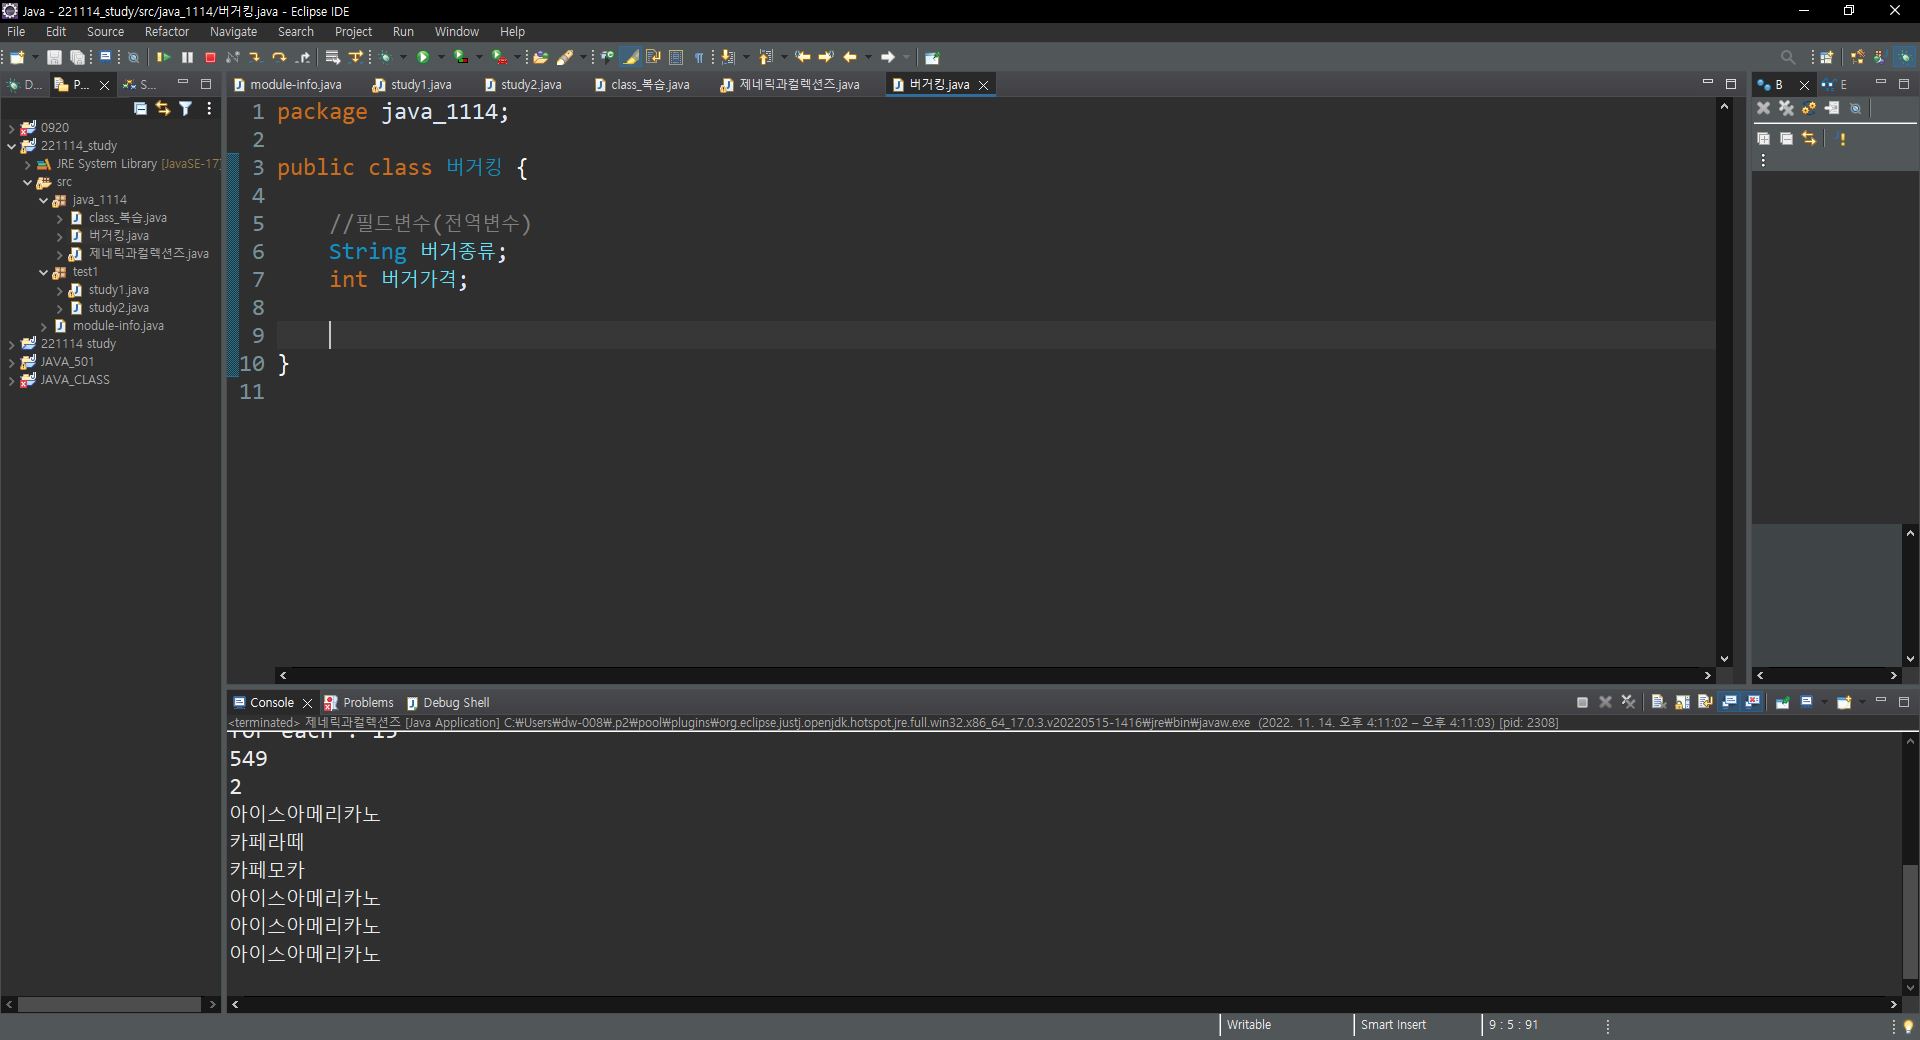 Java - 221114_study/src/java_1114/버거킹.java - Eclipse IDE
File Edit Source Refactor Navigate Search Project Run Window Help
D... P... S...
module-info.java study1.java study2.java class_복습.java 제네릭과컬렉션즈.java 버거킹.java
B E
0920
221114_study
JRE System Library [JavaSE-17]
src
java_1114
class_복습.java
버거킹.java
제네릭과컬렉션즈.java
test1
study1.java
study2.java
module-info.java
221114 study
JAVA_501
JAVA_CLASS
1 package java_1114;
2
3 public class 버거킹 {
4
5 //필드변수(전역변수)
6 String 버거종류;
7 int 버거가격;
8
9
10 }
11
Console Problems Debug Shell
<terminated> 제네릭과컬렉션즈 [Java Application] C:₩Users₩dw-008₩.p2₩pool₩plugins₩org.eclipse.justj.openjdk.hotspot.jre.full.win32.x86_64_17.0.3.v20220515-1416₩jre₩bin₩javaw.exe (2022. 11. 14. 오후 4:11:02 – 오후 4:11:03) [pid: 2308]
for each : 15
549
2
아이스아메리카노
카페라떼
카페모카
아이스아메리카노
아이스아메리카노
아이스아메리카노
Writable Smart Insert 9 : 5 : 91